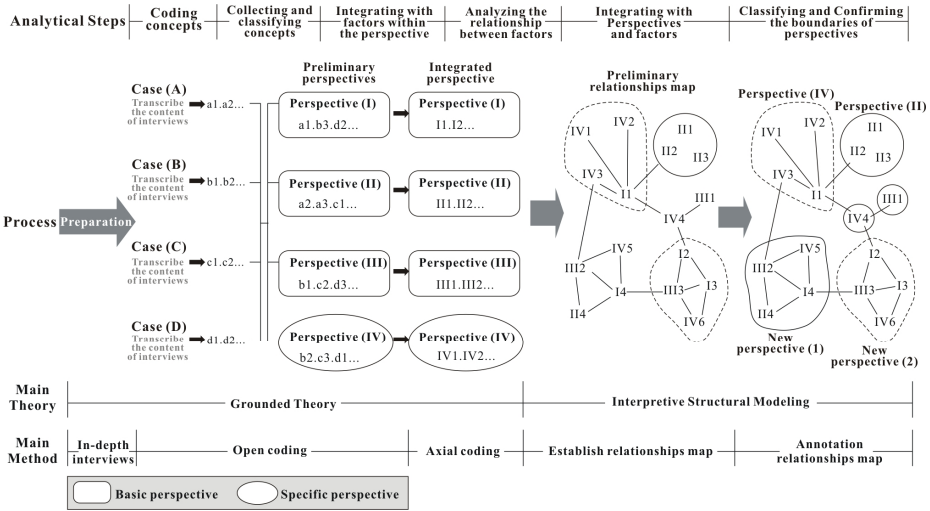 Analytical Steps
Coding
concepts
Collecting and
classifying
concepts
Integrating with
factors within
the perspective
Analyzing the
relationship
between factors
Integrating with
Perspectives
and factors
Classifying and Confirming
the boundaries of
perspectives
Process
Preparation
Case (A)
Transcribe
the content
of interviews
a1.a2...
Case (B)
Transcribe
the content
of interviews
b1.b2...
Case (C)
Transcribe
the content
of interviews
c1.c2...
Case (D)
Transcribe
the content
of interviews
d1.d2...
Preliminary
perspectives
Perspective (I)
a1.b3.d2...
Perspective (II)
a2.a3.c1...
Perspective (III)
b1.c2.d3...
Perspective (IV)
b2.c3.d1...
Integrated
perspective
Perspective (I)
I1.I2...
Perspective (II)
II1.II2...
Perspective (III)
III1.III2...
Perspective (IV)
IV1.IV2...
Preliminary
relationships map
IV1
IV2
II1
II2
II3
IV3
I1
III1
IV4
IV5
I2
III2
I4
III3
I3
II4
IV6
Perspective (IV)
Perspective (II)
IV1
IV2
II1
II2
II3
IV3
I1
III1
IV4
IV5
I2
III2
I4
III3
I3
II4
IV6
New
perspective (1)
New
perspective (2)
Main
Theory
Grounded Theory
Interpretive Structural Modeling
Main
Method
In-depth
interviews
Open coding
Axial coding
Establish relationships map
Annotation
relationships map
Basic perspective
Specific perspective